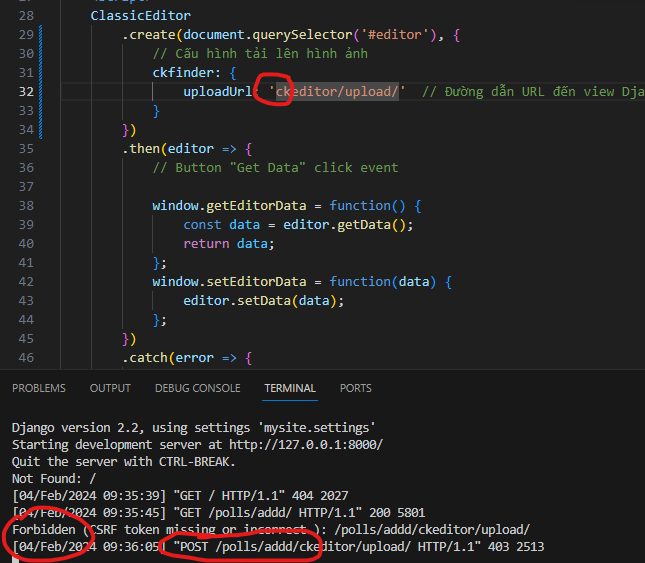 28 ClassicEditor
29 .create(document.querySelector('#editor'), {
30 // Cấu hình tải lên hình ảnh
31 ckfinder: {
32 uploadUrl: 'ckeditor/upload/' // Đường dẫn URL đến view Dja
33 }
34 })
35 .then(editor => {
36 // Button "Get Data" click event
37
38 window.getEditorData = function() {
39 const data = editor.getData();
40 return data;
41 };
42 window.setEditorData = function(data) {
43 editor.setData(data);
44 };
45 })
46 .catch(error => {
PROBLEMS OUTPUT DEBUG CONSOLE TERMINAL PORTS
Django version 2.2, using settings 'mysite.settings'
Starting development server at http://127.0.0.1:8000/
Quit the server with CTRL-BREAK.
Not Found: /
[04/Feb/2024 09:35:39] "GET / HTTP/1.1" 404 2027
[04/Feb/2024 09:35:45] "GET /polls/addd/ HTTP/1.1" 200 5801
Forbidden (CSRF token missing or incorrect.): /polls/addd/ckeditor/upload/
[04/Feb/2024 09:36:05] "POST /polls/addd/ckeditor/upload/ HTTP/1.1" 403 2513